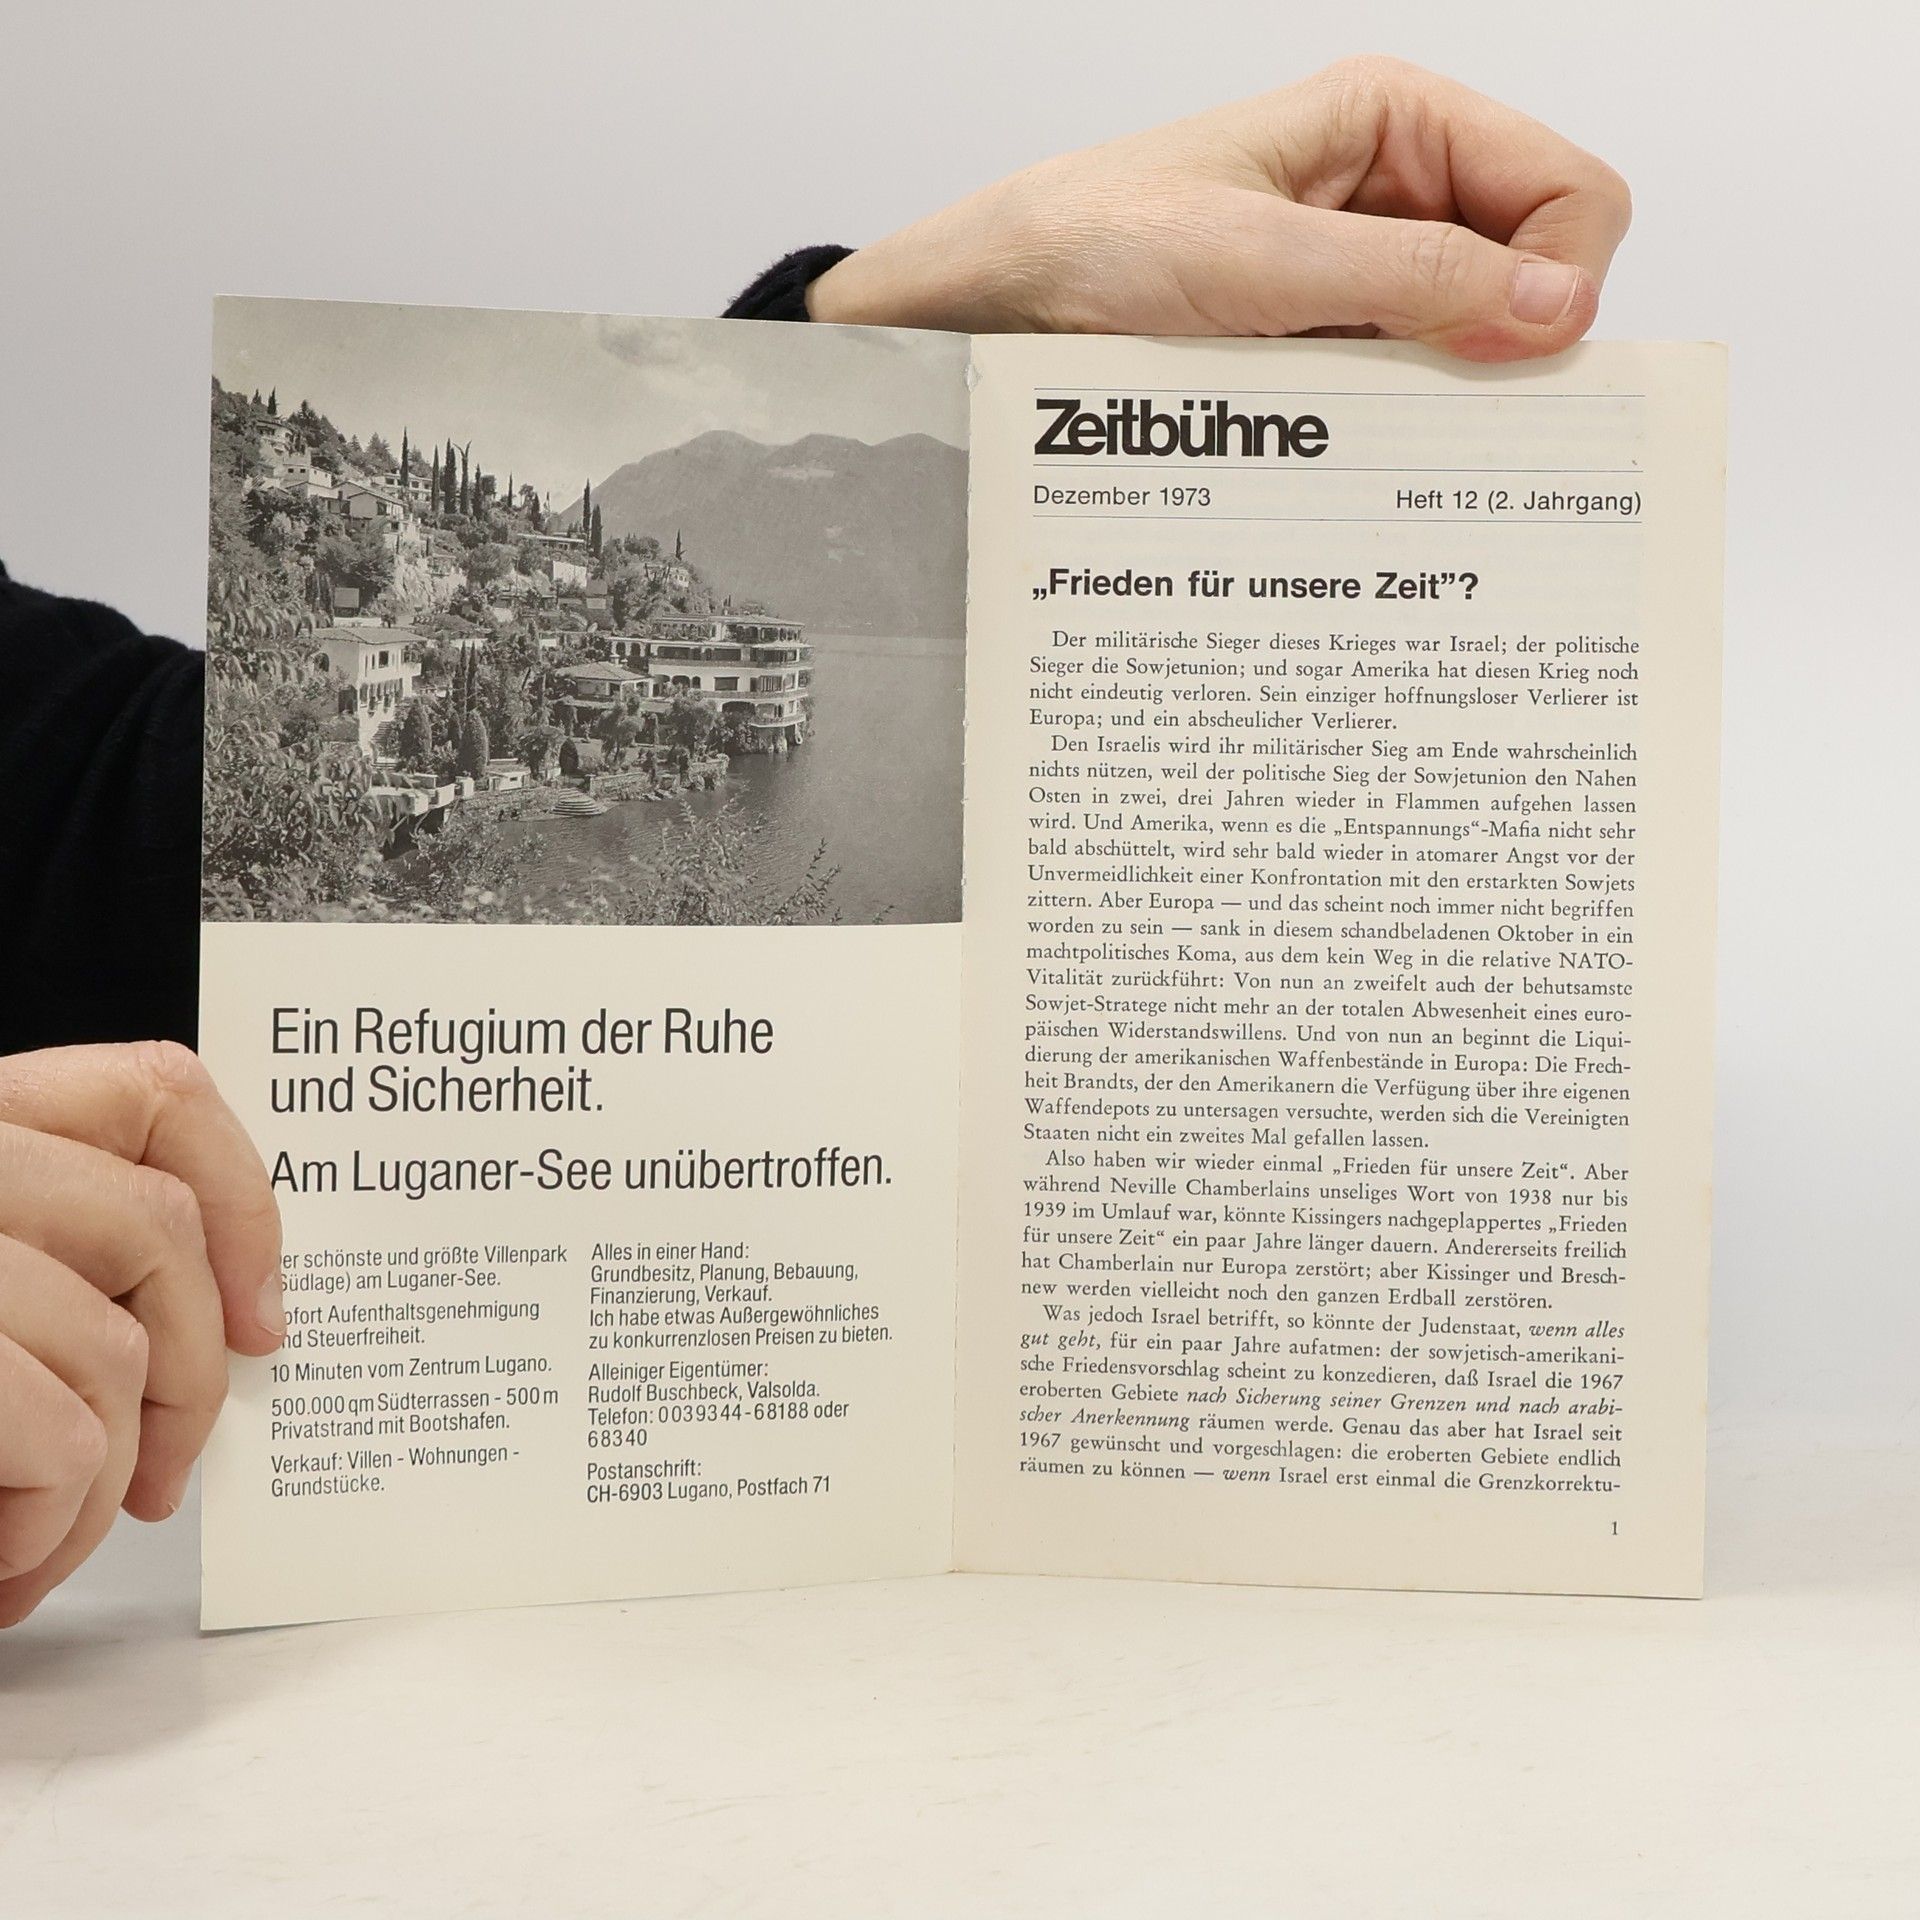 Ein Refugium der Ruhe
und Sicherheit.
Am Luganer-See unübertroffen.
schönste und größte Villenpark
(Südlage) am Luganer-See.
Aufenthaltsgenehmigung
Steuerfreiheit.
10 Minuten vom Zentrum Lugano.
500.000 qm Südterrassen - 500 m
Privatstrand mit Bootshafen.
Verkauf: Villen - Wohnungen -
Grundstücke.
Alles in einer Hand:
Grundbesitz, Planung, Bebauung,
Finanzierung, Verkauf.
Ich habe etwas Außergewöhnliches
zu konkurrenzlosen Preisen zu bieten.
Alleiniger Eigentümer:
Rudolf Buschbeck, Valsolda.
Telefon: 0039344-68188 oder
68340
Postanschrift:
CH-6903 Lugano, Postfach 71
Zeitbühne
Dezember 1973 Heft 12 (2. Jahrgang)
„Frieden für unsere Zeit”?
Der militärische Sieger dieses Krieges war Israel; der politische
Sieger die Sowjetunion; und sogar Amerika hat diesen Krieg noch
nicht eindeutig verloren. Sein einziger hoffnungsloser Verlierer ist
Europa; und ein abscheulicher Verlierer.
Den Israelis wird ihr militärischer Sieg am Ende wahrscheinlich
nichts nützen, weil der politische Sieg der Sowjetunion den Nahen
Osten in zwei, drei Jahren wieder in Flammen aufgehen lassen
wird. Und Amerika, wenn es die „Entspannungs“-Mafia nicht sehr
bald abschüttelt, wird sehr bald wieder in atomarer Angst vor der
Unvermeidlichkeit einer Konfrontation mit den erstarkten Sowjets
zittern. Aber Europa — und das scheint noch immer nicht begriffen
worden zu sein — sank in diesem schandbeladenen Oktober in ein
machtpolitisches Koma, aus dem kein Weg in die relative NATO-
Vitalität zurückführt: Von nun an zweifelt auch der behutsamste
Sowjet-Stratege nicht mehr an der totalen Abwesenheit eines euro-
päischen Widerstandswillens. Und von nun an beginnt die Liqui-
dierung der amerikanischen Waffenbestände in Europa: Die Frech-
heit Brandts, der den Amerikanern die Verfügung über ihre eigenen
Waffendepots zu untersagen versuchte, werden sich die Vereinigten
Staaten nicht ein zweites Mal gefallen lassen.
Also haben wir wieder einmal „Frieden für unsere Zeit“. Aber
während Neville Chamberlains unseliges Wort von 1938 nur bis
1939 im Umlauf war, könnte Kissingers nachgeplappertes „Frieden
für unsere Zeit“ ein paar Jahre länger dauern. Andererseits freilich
hat Chamberlain nur Europa zerstört; aber Kissinger und Bresch-
new werden vielleicht noch den ganzen Erdball zerstören.
Was jedoch Israel betrifft, so könnte der Judenstaat, wenn alles
gut geht, für ein paar Jahre aufatmen: der sowjetisch-amerikani-
sche Friedensvorschlag scheint zu konzedieren, daß Israel die 1967
eroberten Gebiete nach Sicherung seiner Grenzen und nach arabi-
scher Anerkennung räumen werde. Genau das aber hat Israel seit
1967 gewünscht und vorgeschlagen: die eroberten Gebiete endlich
räumen zu können — wenn Israel erst einmal die Grenzkorrektu-
1